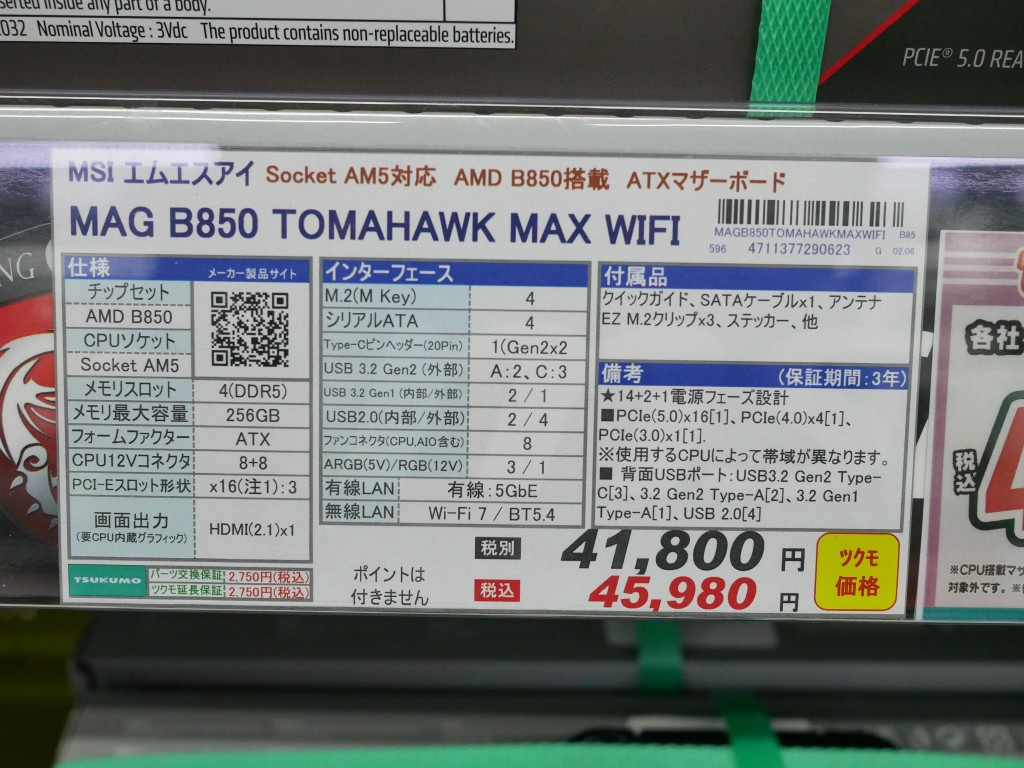 serted inside any part of a body.
2032 Nominal Voltage : 3Vdc The product contains non-replaceable batteries.
PCIE® 5.0 REA
MSI エムエスアイ Socket AM5対応 AMD B850搭載 ATXマザーボード
MAG B850 TOMAHAWK MAX WIFI
MAGB850TOMAHAWKMAXWIFI B85
596 4711377290623 G 02.06
NG
仕様 メーカー製品サイト
チップセット
AMD B850
CPUソケット
Socket AM5
メモリスロット 4(DDR5)
メモリ最大容量 256GB
フォームファクター ATX
CPU12Vコネクタ 8+8
PCI-Eスロット形状 x16(注1):3
画面出力
(要CPU内蔵グラフィック) HDMI(2.1)x1
TSUKUMO パーツ交換保証 2,750円(税込)
ツクモ延長保証 2,750円(税込)
インターフェース
M.2(M Key) 4
シリアルATA 4
Type-Cピンヘッダー(20Pin) 1(Gen2x2
USB 3.2 Gen2 (外部) A:2、C:3
USB 3.2 Gen1 (内部/外部) 2 / 1
USB2.0(内部/外部) 2 / 4
ファンコネクタ(CPU,AIO含む) 8
ARGB(5V)/RGB(12V) 3 / 1
有線LAN 有線:5GbE
無線LAN Wi-Fi 7 / BT5.4
付属品
クイックガイド、SATAケーブルx1、アンテナ
EZ M.2クリップx3、ステッカー、他
備考 (保証期間:3年)
★14+2+1電源フェーズ設計
■PCIe(5.0)x16[1]、PCIe(4.0)x4[1]、
PCIe(3.0)x1[1].
※使用するCPUによって帯域が異なります。
■ 背面USBポート:USB3.2 Gen2 Type-
C[3]、3.2 Gen2 Type-A[2]、3.2 Gen1
Type-A[1]、USB 2.0[4]
ポイントは
付きません
税別 41,800 円
税込 45,980 円
ツクモ
価格
各社
税込
4
※CPU搭載マザ
対象外です。※